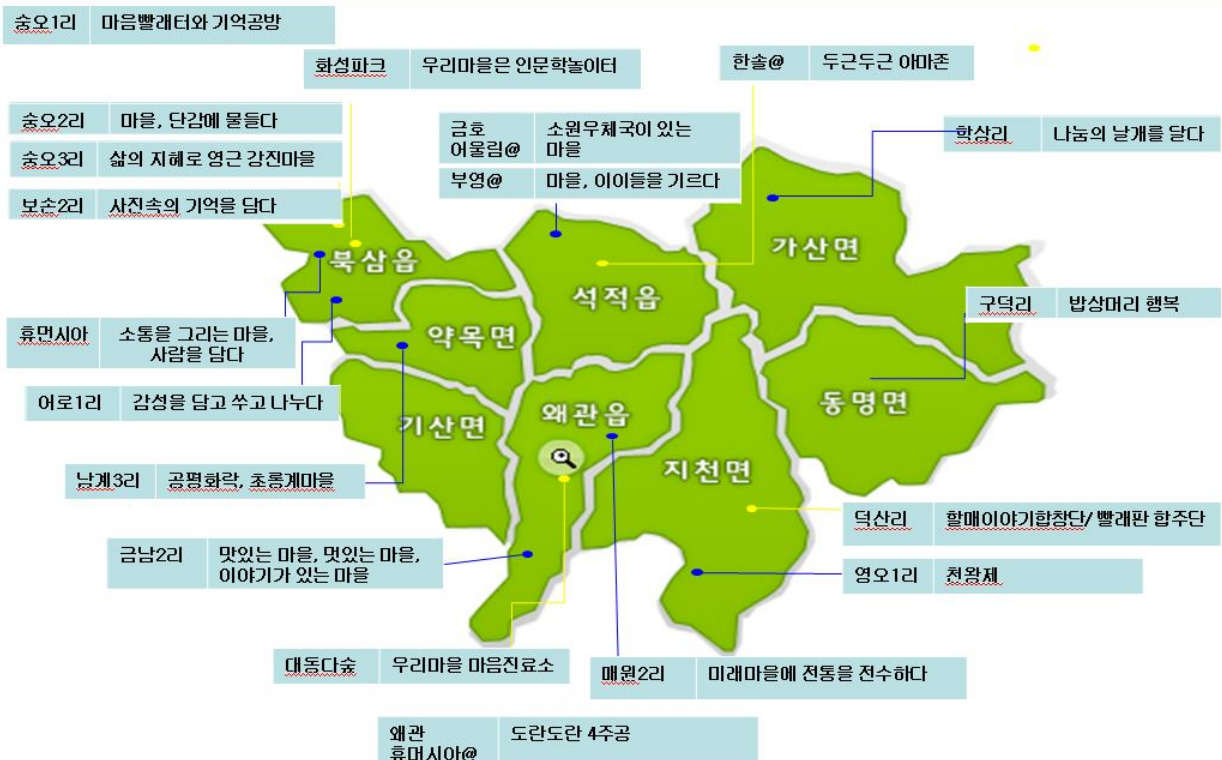 숭오1리 마음빨래터와 기억공방
화성파크 우리마을은 인문학놀이터
한솔@ 두근두근 아마존
숭오2리 마을, 단감에 물들다
숭오3리 삶의 지혜로 영근 강진마을
보손2리 사진속의 기억을 담다
금호
어울림@
소원우체국이 있는
마을
부영@ 마을, 이이들을 기르다
학상리 나눔의 날개를 달다
가산면
북삼읍
석적읍
구덕리 밥상머리 행복
약목면
휴먼시아
소통을 그리는 마을,
사람을 담다
어로1리 감성을 담고 쑤고 나누다
기산면
왜관읍
동명면
지천면
남계3리 공평화락, 초롱계마을
덕산리 할매이야기합창단/ 빨래판 합주단
금남2리
맛있는 마을, 멋있는 마을,
이야기가 있는 마을
영오1리 천왕제
대동다숲 우리마을 마음진료소
매원2리 미래마을에 전통을 전수하다
왜관
휴머시아@
도란도란 4주공